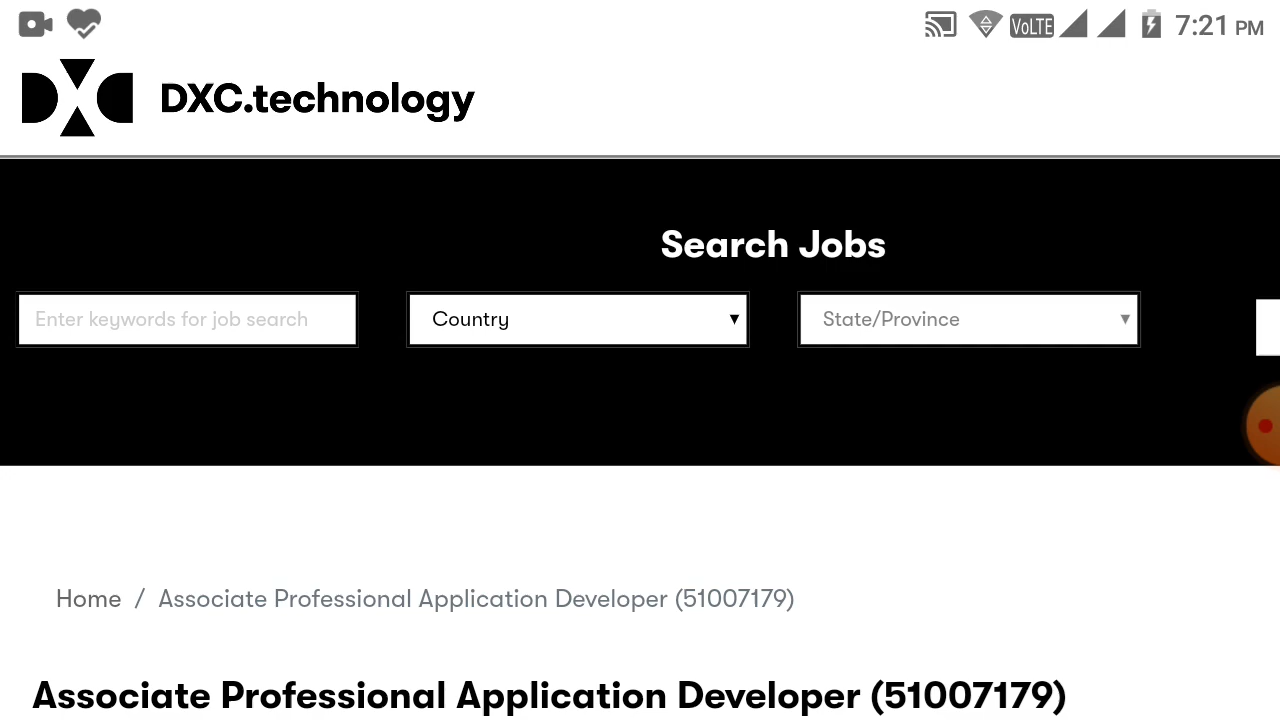 VoLTE 7:21 PM
DXC.technology
Search Jobs
Enter keywords for job search Country State/Province
Home / Associate Professional Application Developer (51007179)
Associate Professional Application Developer (51007179)